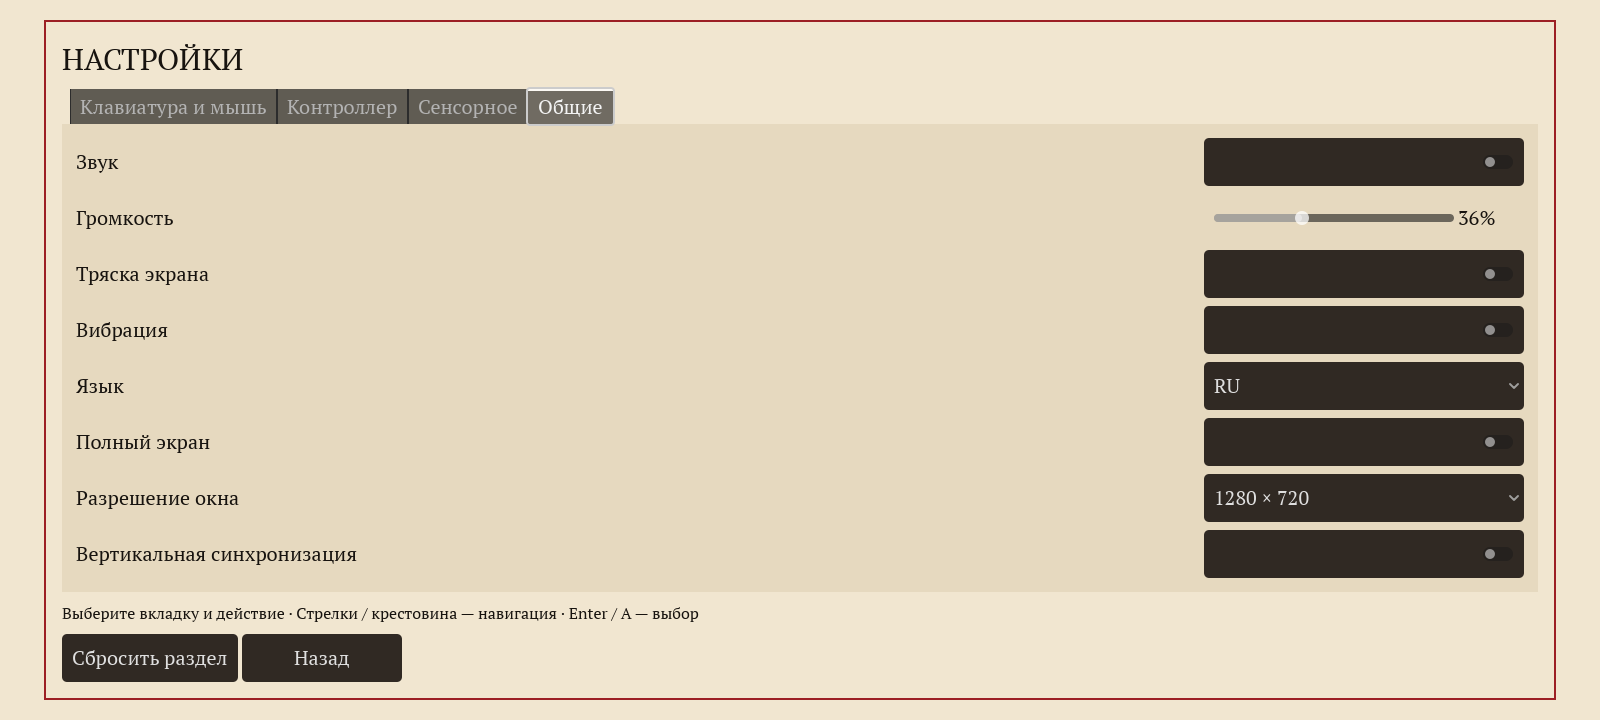 НАСТРОЙКИ
Клавиатура и мышь Контроллер Сенсорное Общие
Звук
Громкость 36%
Тряска экрана
Вибрация
Язык RU
Полный экран
Разрешение окна 1280 × 720
Вертикальная синхронизация
Выберите вкладку и действие · Стрелки / крестовина — навигация · Enter / A — выбор
Сбросить раздел Назад